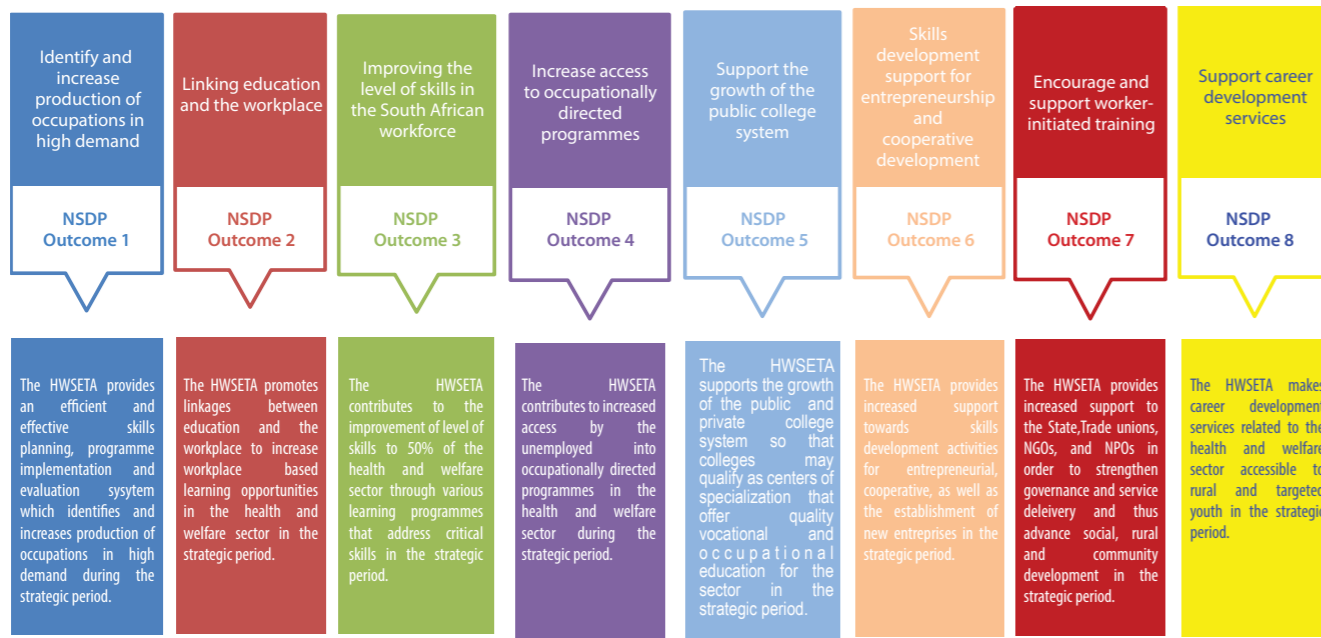 Identify and
increase
production of
occupations in
high demand
NSDP
Outcome 1
The HWSETA provides
an efficient and
effective skills
planning, programme
implementation and
evaluation sysytem
which identifies and
increases production of
occupations in high
demand during the
strategic period.
Linking education
and the workplace
NSDP
Outcome 2
The HWSETA promotes
linkages between
education and the
workplace to increase
workplace based
learning opportunities
in the health and
welfare sector in the
strategic period.
Improving the
level of skills in
the South African
workforce
NSDP
Outcome 3
The HWSETA
contributes to the
improvement of level of
skills to 50% of the
health and welfare
sector through various
learning programmes
that address critical
skills in the strategic
period.
Increase access
to occupationally
directed
programmes
NSDP
Outcome 4
The HWSETA
contributes to increased
access by the
unemployed into
occupationally directed
programmes in the
health and welfare
sector during the
strategic period.
Support the
growth of the
public college
system
NSDP
Outcome 5
The HWSETA
supports the growth
of the public and
private college
system so that
colleges may
qualify as centers of
specialization that
offer quality
vocational and
occupational
education for the
sector in the
strategic period.
Skills
development
support for
entrepreneurship
and
cooperative
development
NSDP
Outcome 6
The HWSETA provides
increased support
towards skills
development activities
for entrepreneurial,
cooperative, as well as
the establishment of
new entreprises in the
strategic period.
Encourage and
support worker-
initiated training
NSDP
Outcome 7
The HWSETA provides
increased support to
the State,Trade unions,
NGOs, and NPOs in
order to strengthen
governance and service
deleivery and thus
advance social, rural
and community
development in the
strategic period.
Support career
development
services
NSDP
Outcome 8
The HWSETA makes
career development
services related to the
health and welfare
sector accessible to
rural and targeted
youth in the strategic
period.